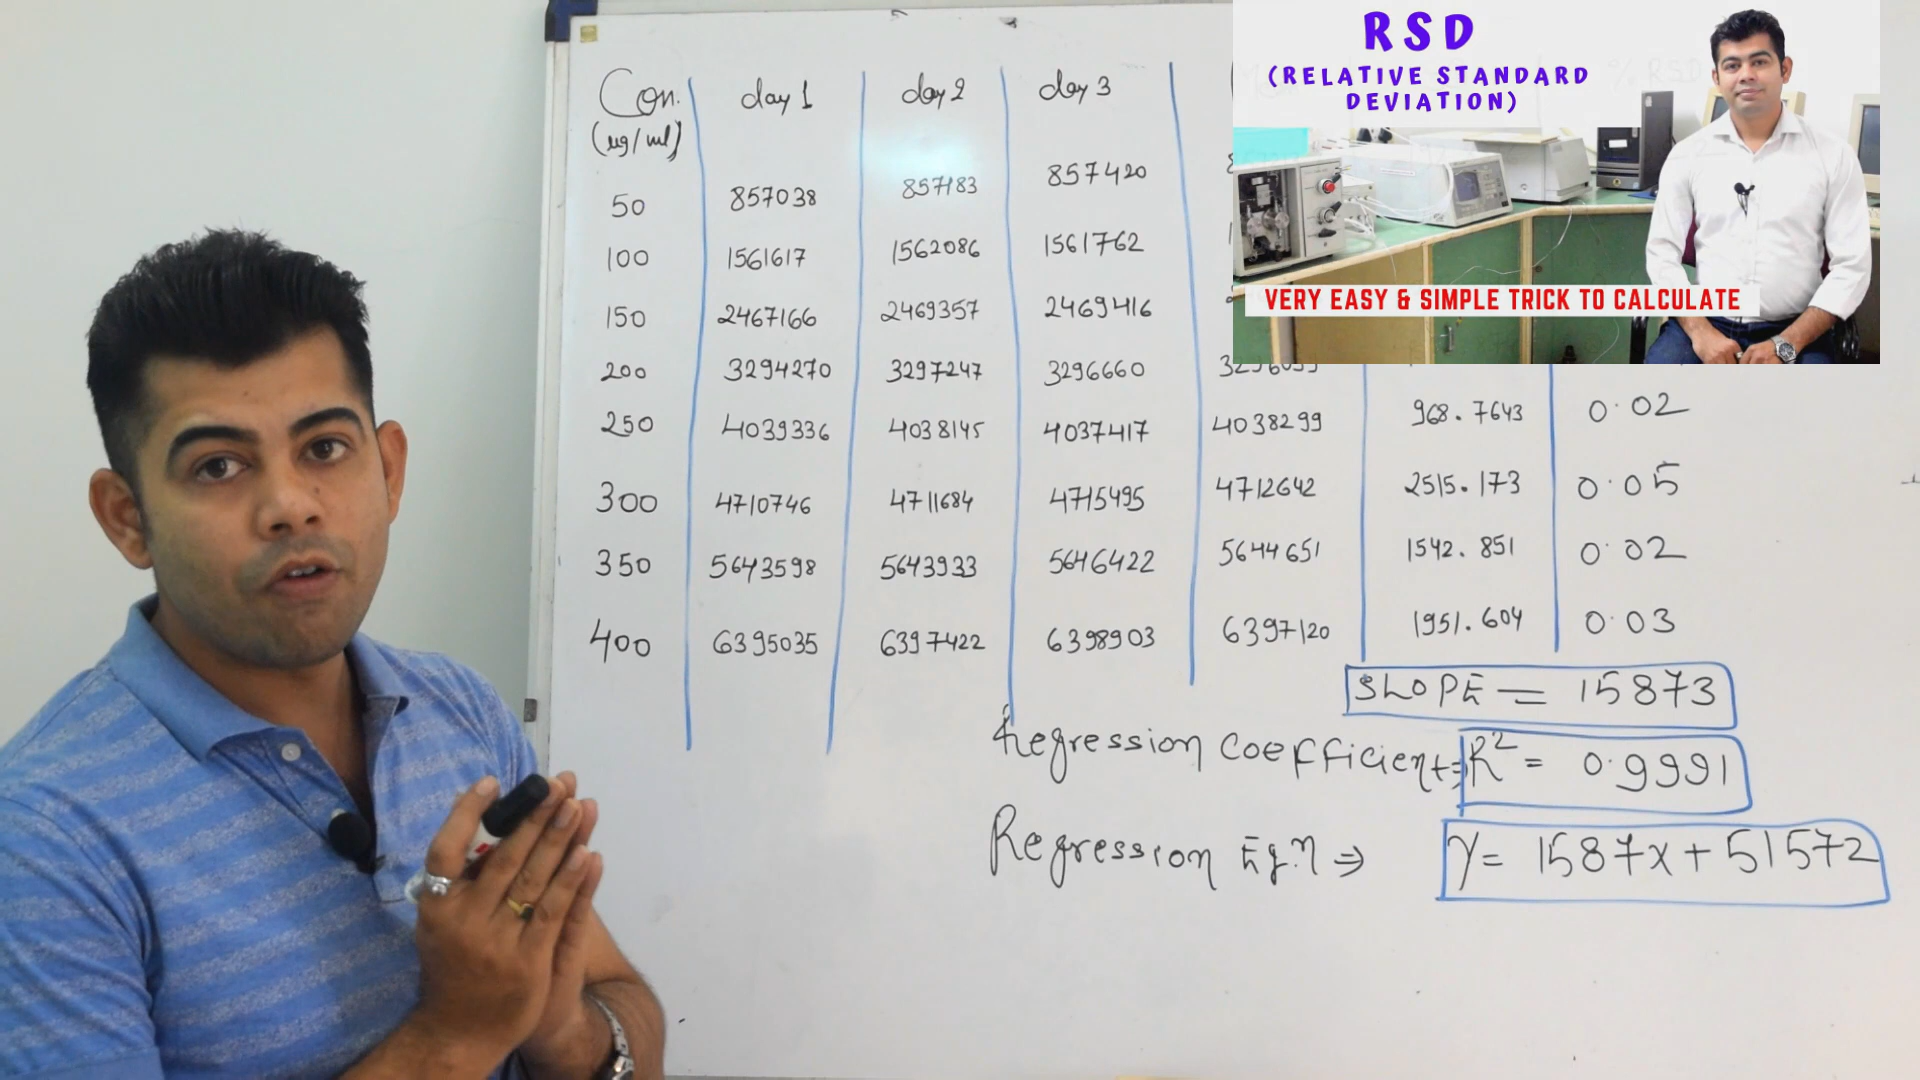 Con. day 1 day 2 day 3
(ug/ml)
50 857038 857183 857420
100 1561617 1562086 1561762
150 2467166 2469357 2469416
200 3294270 3297247 3296660
250 4039336 4038145 4037417 4038299 968.7643 0.02
300 4710746 4711684 4715495 4712642 2515.173 0.05
350 5643598 5643933 5646422 5644651 1542.851 0.02
400 6395035 6397422 6398903 6397120 1951.604 0.03
SLOPE = 15873
Regression coefficient = R² = 0.9991
Regression Eq.n ⇒ Y = 1587x + 51572
RSD
(RELATIVE STANDARD
DEVIATION)
VERY EASY & SIMPLE TRICK TO CALCULATE